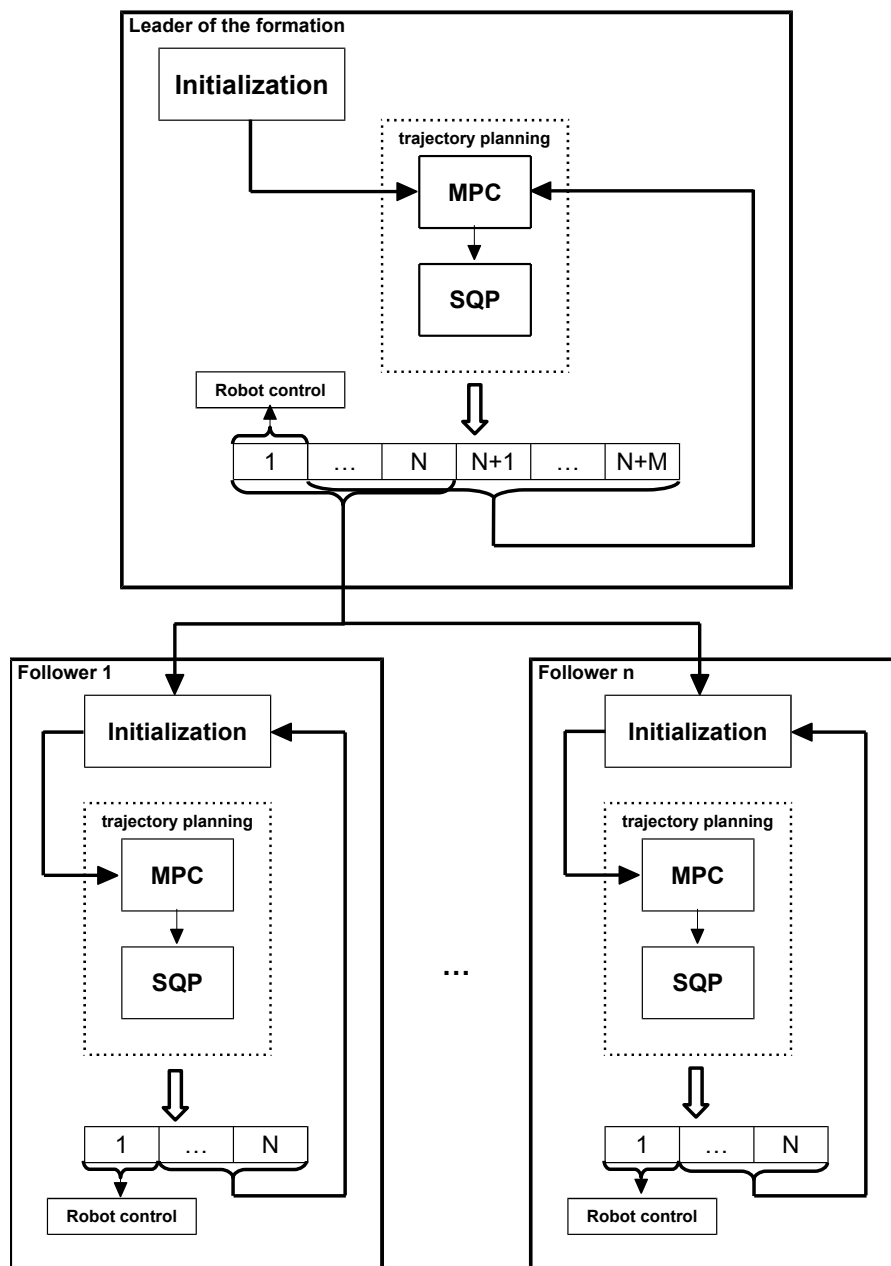 Leader of the formation
Initialization
trajectory planning
MPC
SQP
Robot control
1 … N N+1 … N+M
Follower 1
Initialization
trajectory planning
MPC
SQP
1 … N
Robot control
…
Follower n
Initialization
trajectory planning
MPC
SQP
1 … N
Robot control